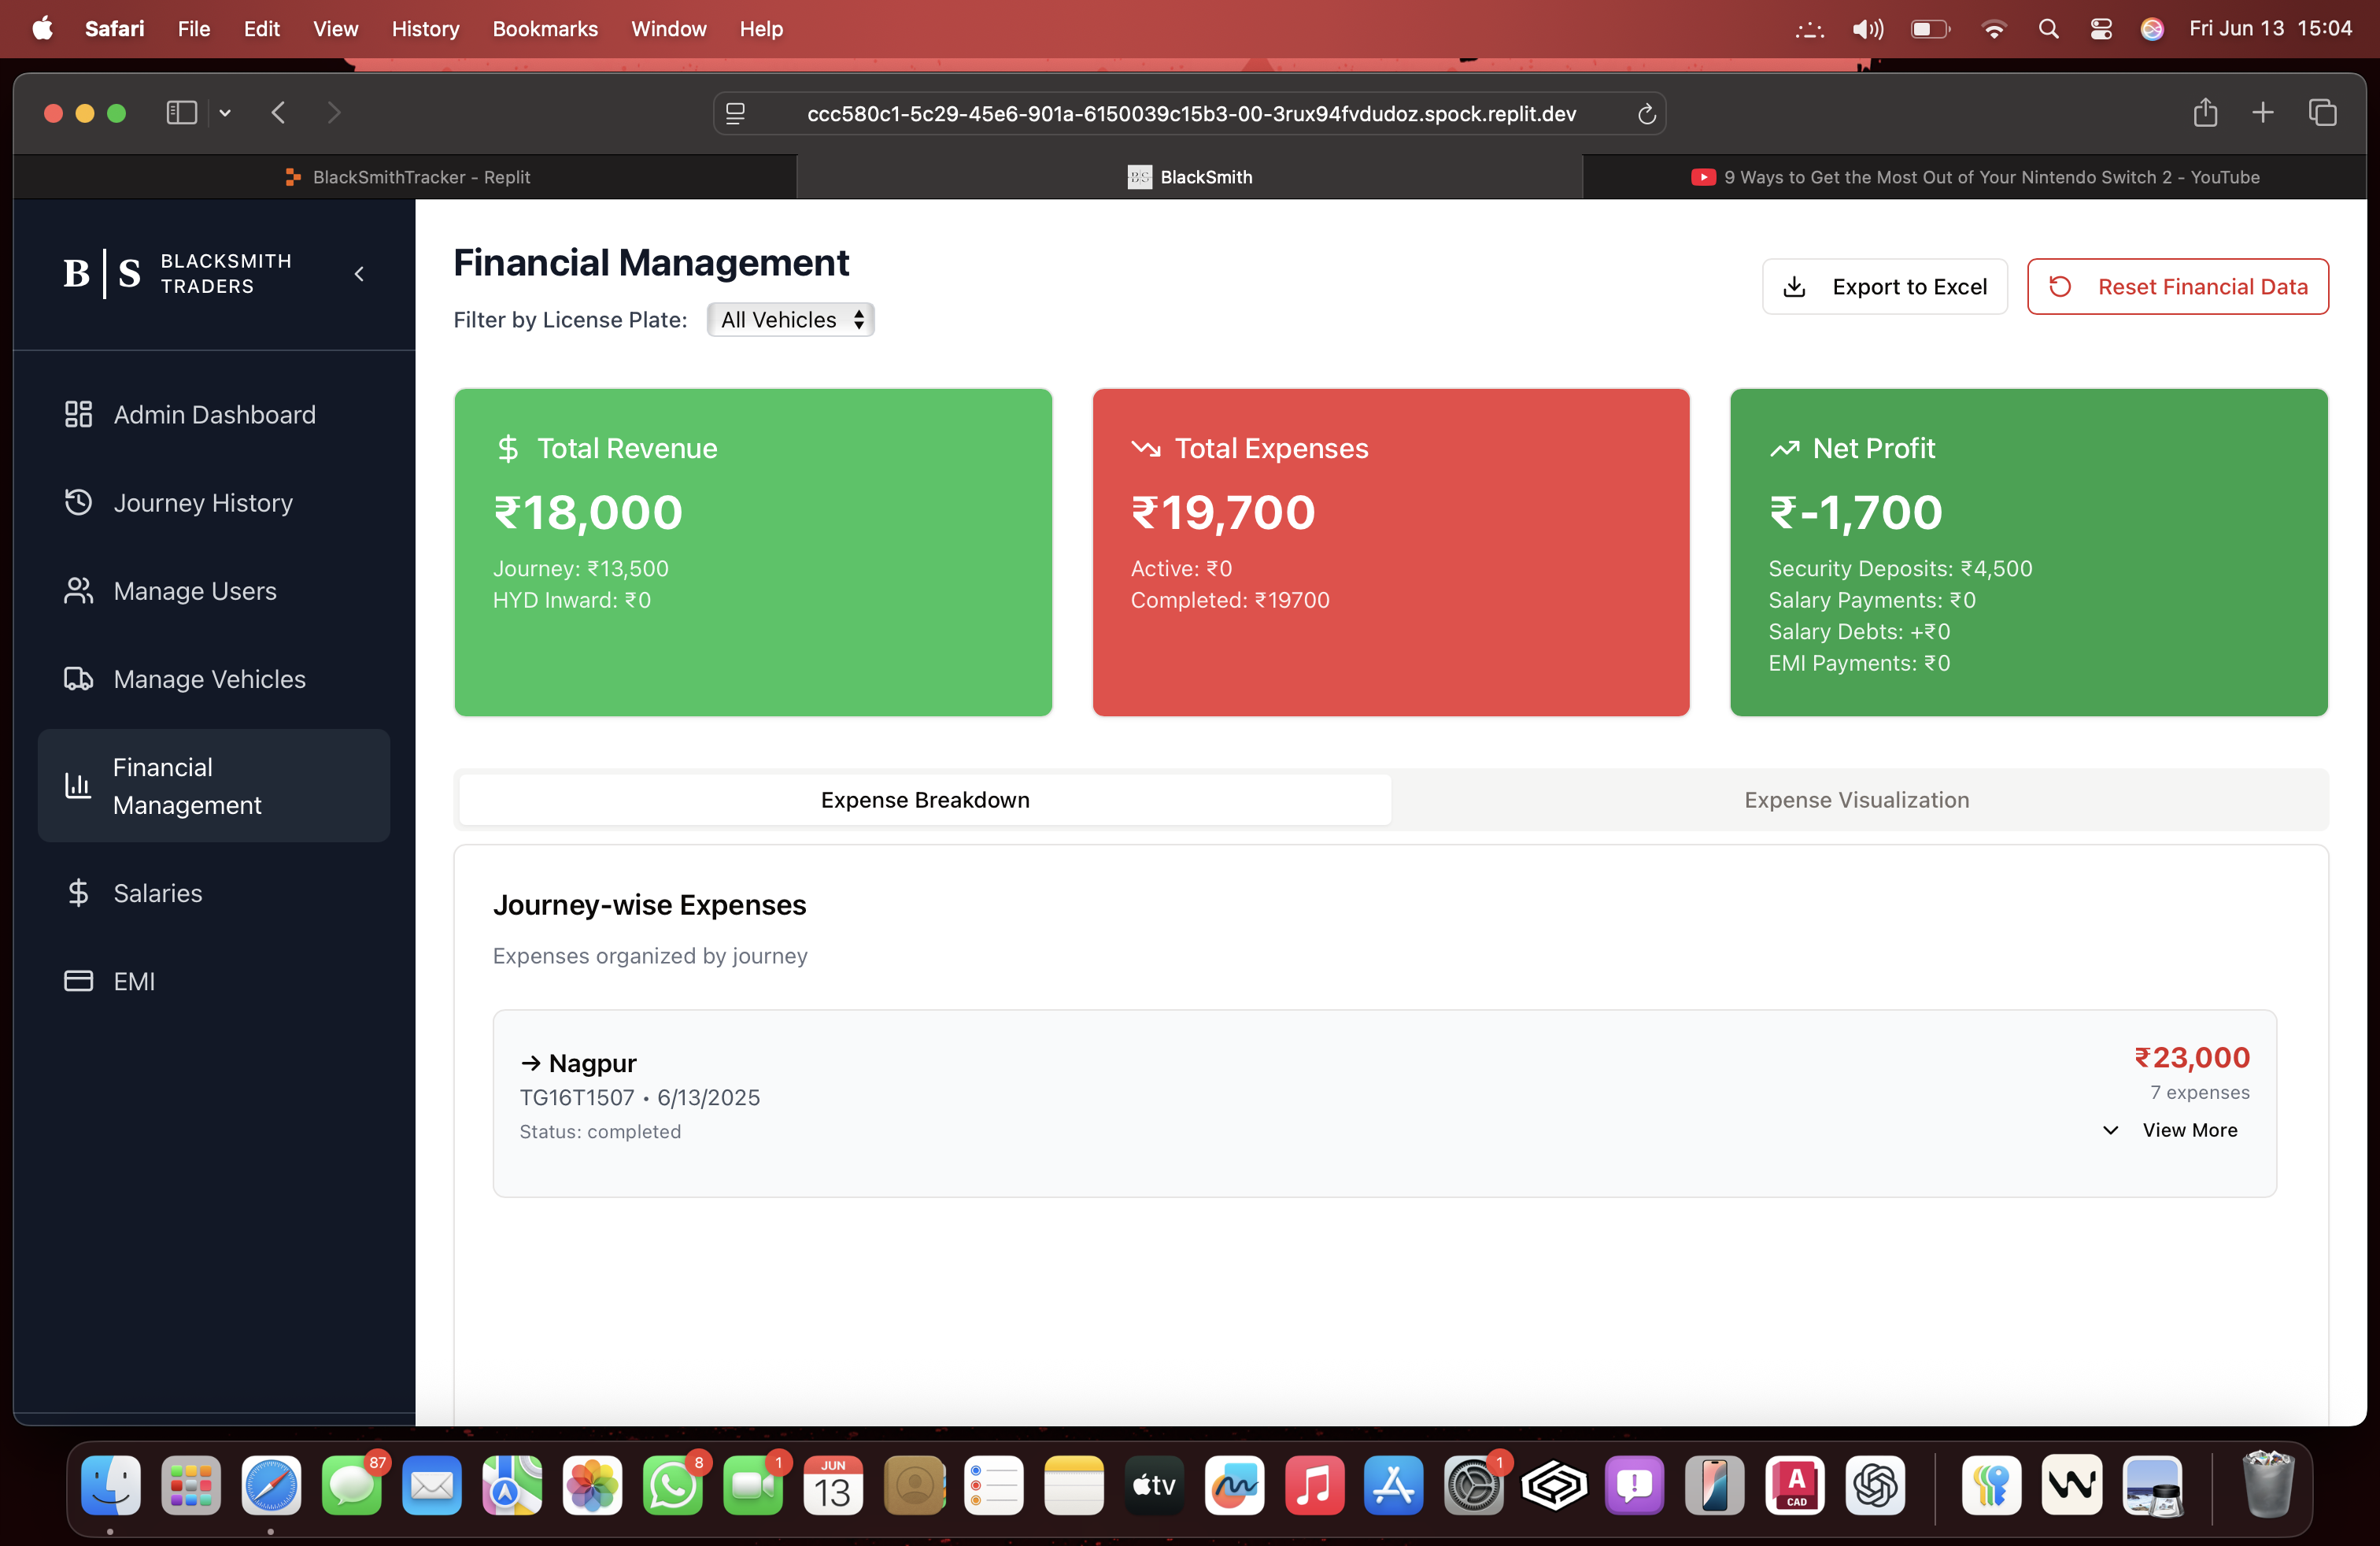 Safari File Edit View History Bookmarks Window Help Fri Jun 13 15:04
ccc580c1-5c29-45e6-901a-6150039c15b3-00-3rux94fvdudoz.spock.replit.dev
BlackSmithTracker - Replit
BS BlackSmith
9 Ways to Get the Most Out of Your Nintendo Switch 2 - YouTube
B|S BLACKSMITH
TRADERS
Admin Dashboard
Journey History
Manage Users
Manage Vehicles
Financial
Management
Salaries
EMI
Financial Management
Filter by License Plate: All Vehicles
Export to Excel
Reset Financial Data
$ Total Revenue
₹18,000
Journey: ₹13,500
HYD Inward: ₹0
Total Expenses
₹19,700
Active: ₹0
Completed: ₹19700
Net Profit
₹-1,700
Security Deposits: ₹4,500
Salary Payments: ₹0
Salary Debts: +₹0
EMI Payments: ₹0
Expense Breakdown
Expense Visualization
Journey-wise Expenses
Expenses organized by journey
→ Nagpur
TG16T1507 • 6/13/2025
Status: completed
₹23,000
7 expenses
View More
87
8
1
JUN
13
tv
1
A
CAD